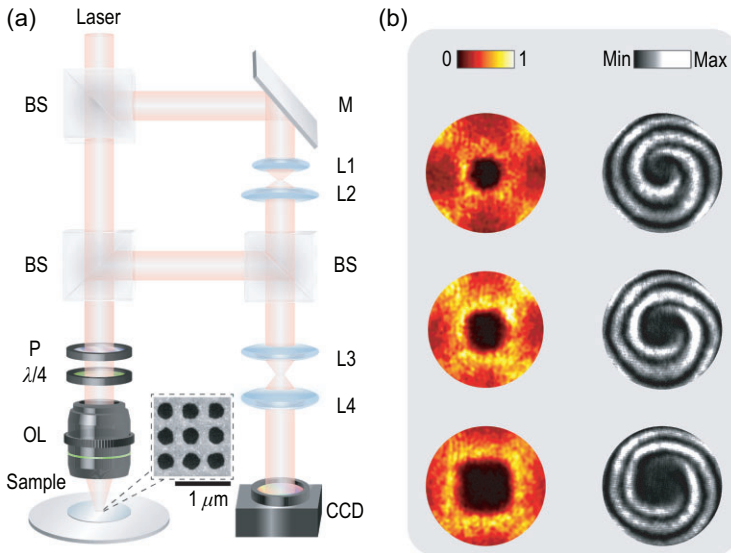 (a)
Laser
BS
M
L1
L2
BS
BS
P
λ/4
L3
L4
OL
Sample
1 μm
CCD
(b)
0 1
Min Max